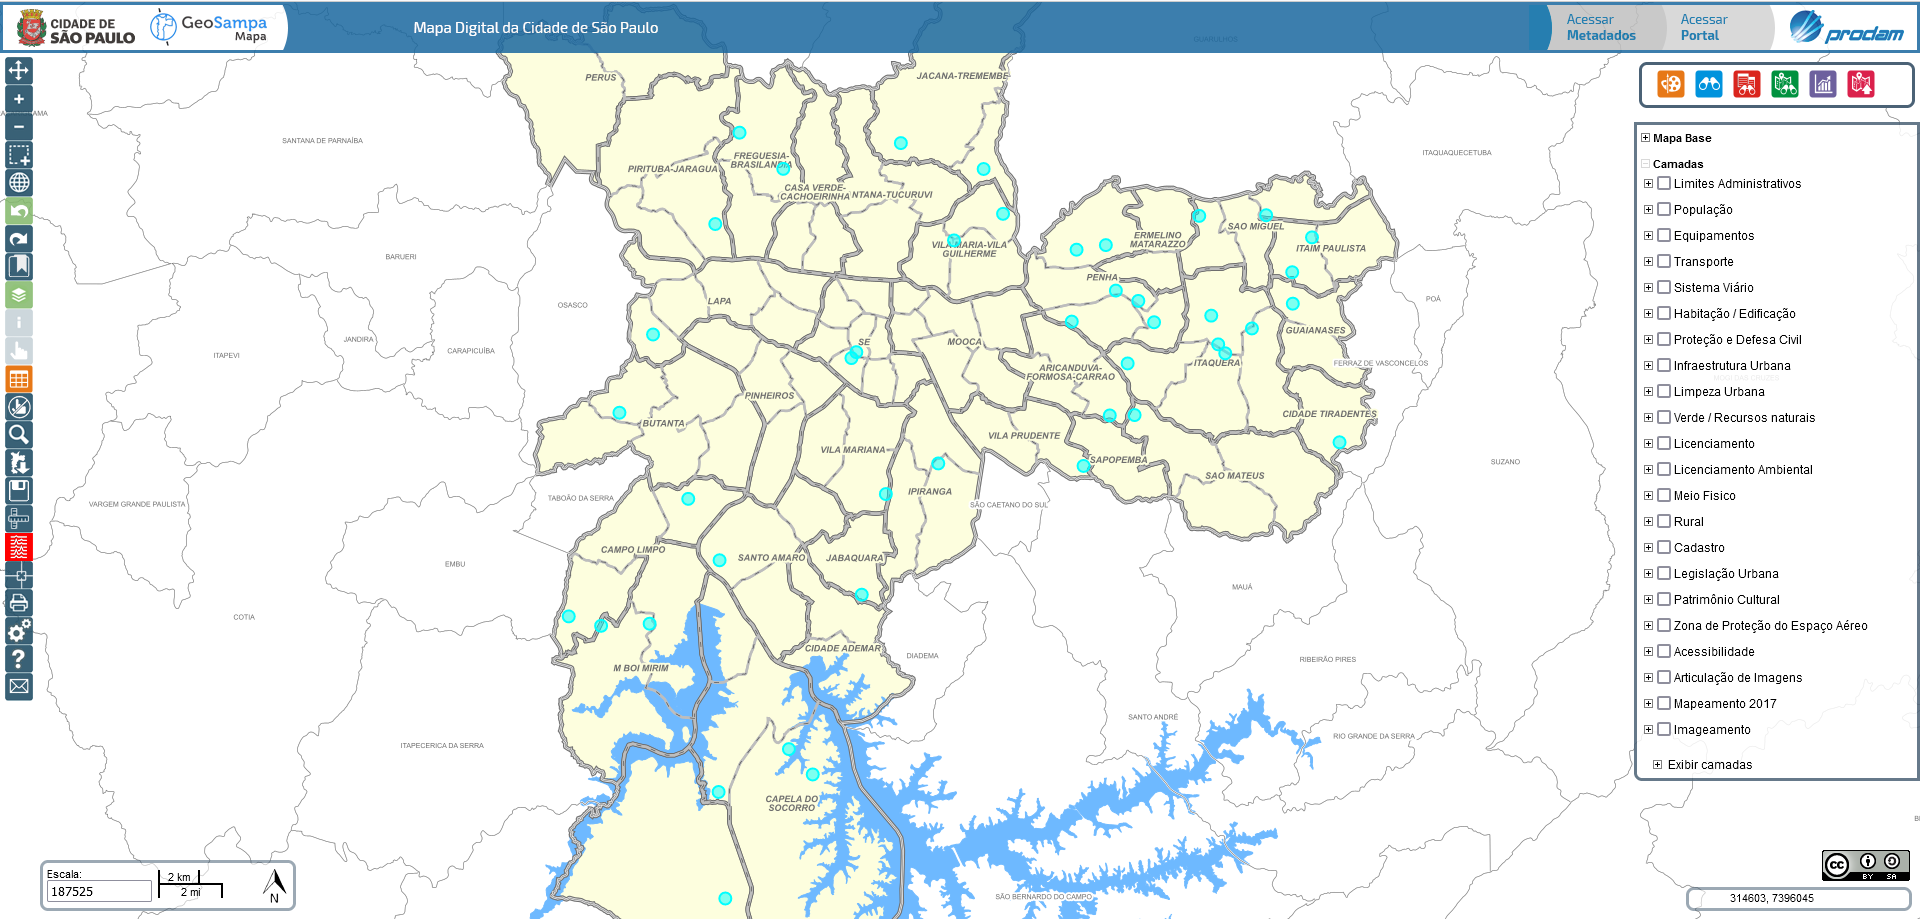 CIDADE DE
SÃO PAULO
GeoSampa
Mapa
Mapa Digital da Cidade de São Paulo
Acessar
Metadados
Acessar
Portal
prodam
GUARULHOS
PERUS
JACANA-TREMEMBE
SANTANA DE PARNAÍBA
ITAQUAQUECETUBA
PIRITUBA-JARAGUA
FREGUESIA-
BRASILANDIA
CASA VERDE-
CACHOEIRINHA
NTANA-TUCURUVI
VILA MARIA-VILA
GUILHERME
ERMELINO
MATARAZZO
SAO MIGUEL
ITAIM PAULISTA
BARUERI
OSASCO
PENHA
LAPA
POÁ
ITAPEVI
JANDIRA
CARAPICUÍBA
SE
MOOCA
GUAIANASES
ITAQUERA
FERRAZ DE VASCONCELOS
ARICANDUVA-
FORMOSA-CARRAO
PINHEIROS
BUTANTA
CIDADE TIRADENTES
VILA MARIANA
VILA PRUDENTE
SAPOPEMBA
SAO MATEUS
SUZANO
VARGEM GRANDE PAULISTA
TABOÃO DA SERRA
IPIRANGA
SÃO CAETANO DO SUL
CAMPO LIMPO
SANTO AMARO
JABAQUARA
EMBU
MAUÁ
COTIA
CIDADE ADEMAR
DIADEMA
M BOI MIRIM
RIBEIRÃO PIRES
SANTO ANDRÉ
RIO GRANDE DA SERRA
ITAPECERICA DA SERRA
CAPELA DO
SOCORRO
SÃO BERNARDO DO CAMPO
Mapa Base
Camadas
Limites Administrativos
População
Equipamentos
Transporte
Sistema Viário
Habitação / Edificação
Proteção e Defesa Civil
Infraestrutura Urbana
Limpeza Urbana
Verde / Recursos naturais
Licenciamento
Licenciamento Ambiental
Meio Fisico
Rural
Cadastro
Legislação Urbana
Patrimônio Cultural
Zona de Proteção do Espaço Aéreo
Acessibilidade
Articulação de Imagens
Mapeamento 2017
Imageamento
Exibir camadas
Escala:
187525
2 km
2 mi
N
cc
BY SA
314603, 7396045